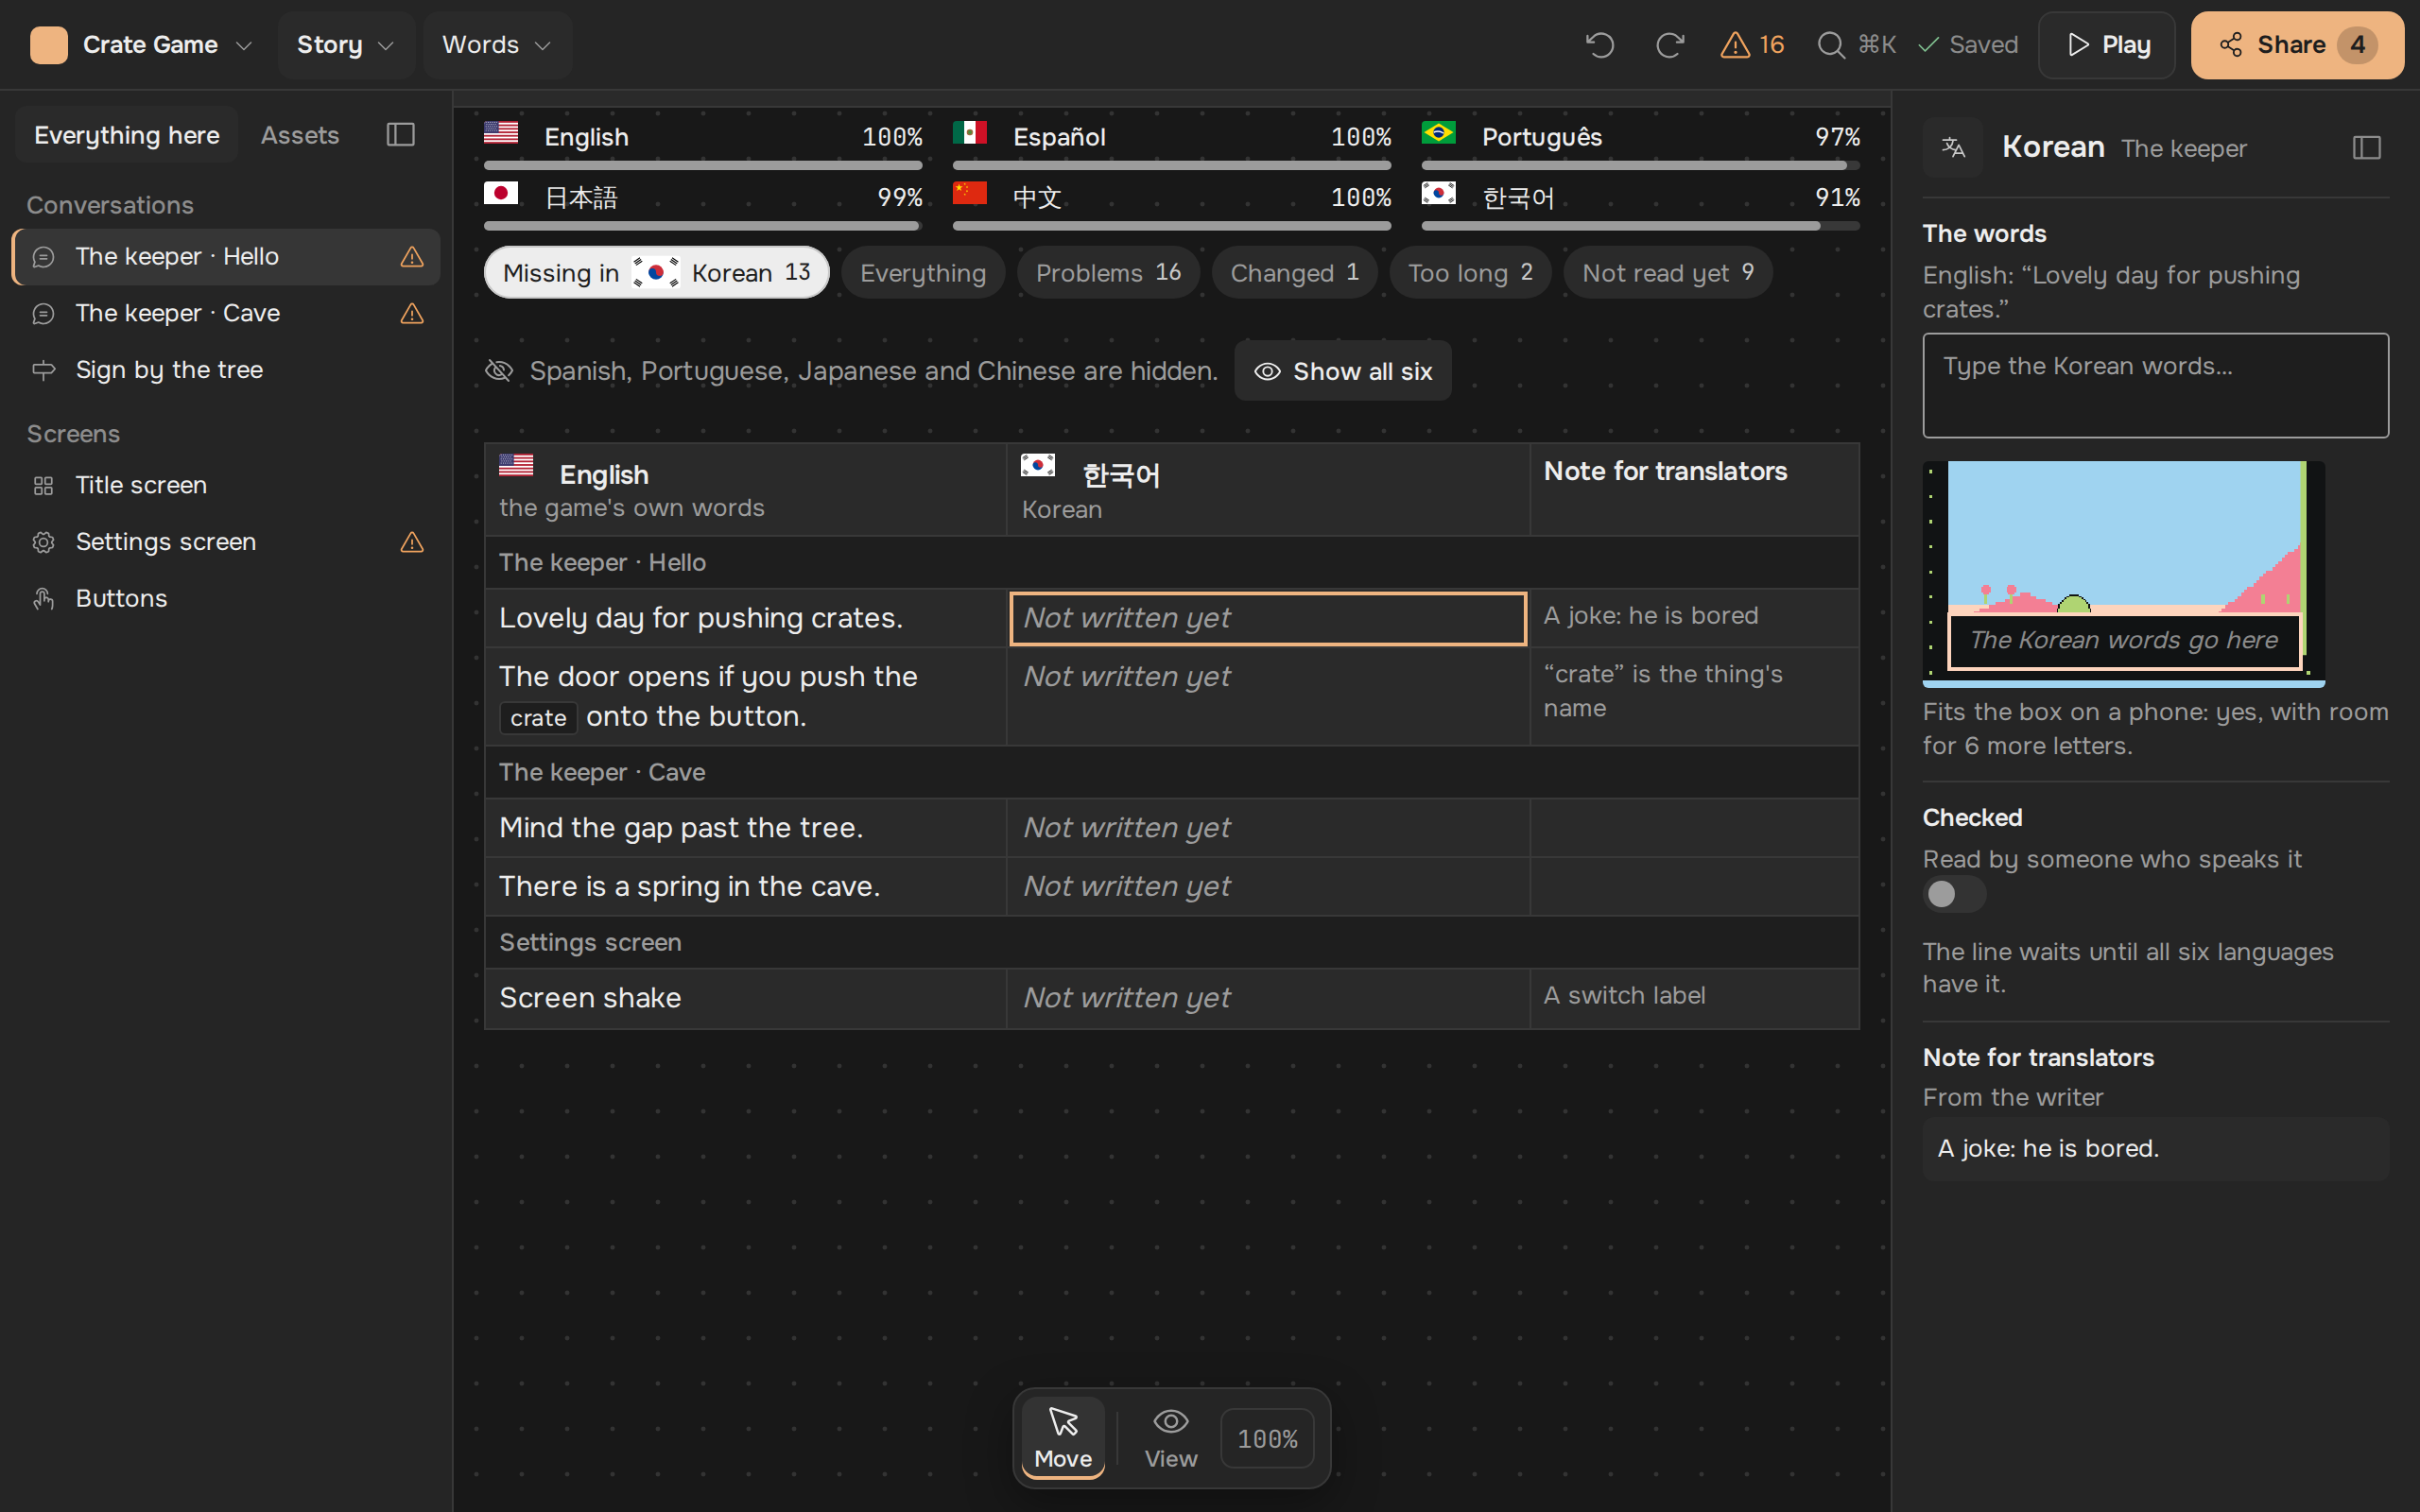 Crate Game
Story
Words
16
⌘K
Saved
Play
Share 4
Everything here
Assets
Conversations
The keeper · Hello
The keeper · Cave
Sign by the tree
Screens
Title screen
Settings screen
Buttons
English 100%
Español 100%
Português 97%
日本語 99%
中文 100%
한국어 91%
Missing in Korean 13
Everything
Problems 16
Changed 1
Too long 2
Not read yet 9
Spanish, Portuguese, Japanese and Chinese are hidden.
Show all six
English
the game's own words
한국어
Korean
Note for translators
The keeper · Hello
Lovely day for pushing crates.
Not written yet
A joke: he is bored
The door opens if you push the
crate onto the button.
Not written yet
“crate” is the thing's
name
The keeper · Cave
Mind the gap past the tree.
Not written yet
There is a spring in the cave.
Not written yet
Settings screen
Screen shake
Not written yet
A switch label
Move
View
100%
Korean The keeper
The words
English: “Lovely day for pushing
crates.”
Type the Korean words...
The Korean words go here
Fits the box on a phone: yes, with room
for 6 more letters.
Checked
Read by someone who speaks it
The line waits until all six languages
have it.
Note for translators
From the writer
A joke: he is bored.